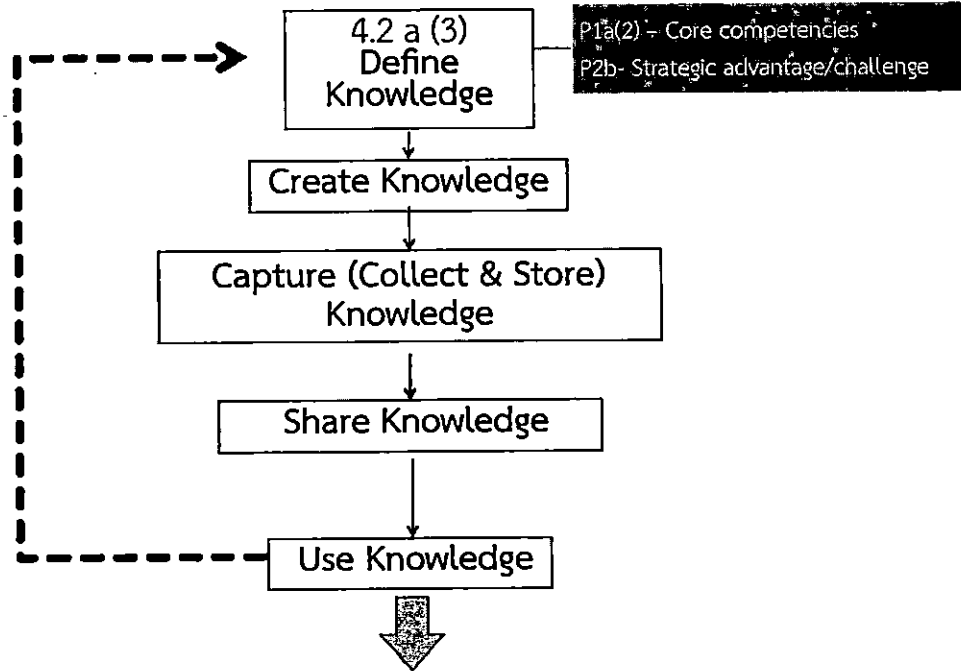 4.2 a (3)
Define
Knowledge
P1a(2) – Core competencies
P2b- Strategic advantage/challenge
Create Knowledge
Capture (Collect & Store)
Knowledge
Share Knowledge
Use Knowledge